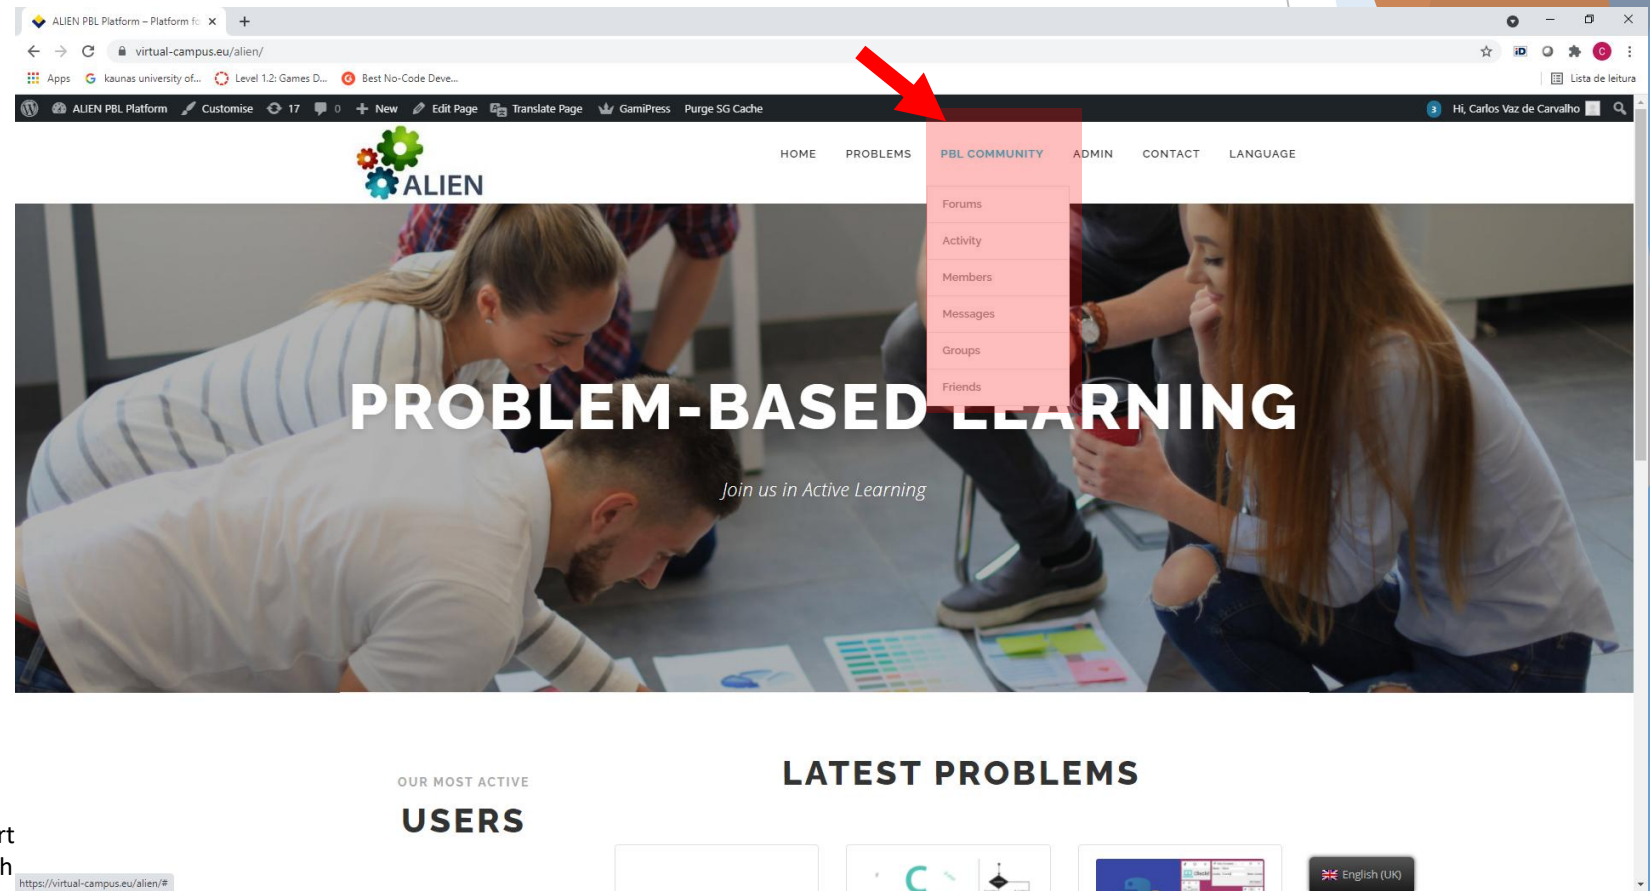 ALIEN PBL Platform – Platform fo
virtual-campus.eu/alien/
Apps kaunas university of... Level 1.2: Games D... Best No-Code Deve... Lista de leitura
ALIEN PBL Platform Customise 17 0 + New Edit Page Translate Page GamiPress Purge SG Cache 3 Hi, Carlos Vaz de Carvalho
ALIEN
HOME PROBLEMS PBL COMMUNITY ADMIN CONTACT LANGUAGE
Forums
Activity
Members
Messages
Groups
Friends
PROBLEM-BASED LEARNING
Join us in Active Learning
OUR MOST ACTIVE
USERS
LATEST PROBLEMS
rt
h
https://virtual-campus.eu/alien/#
English (UK)